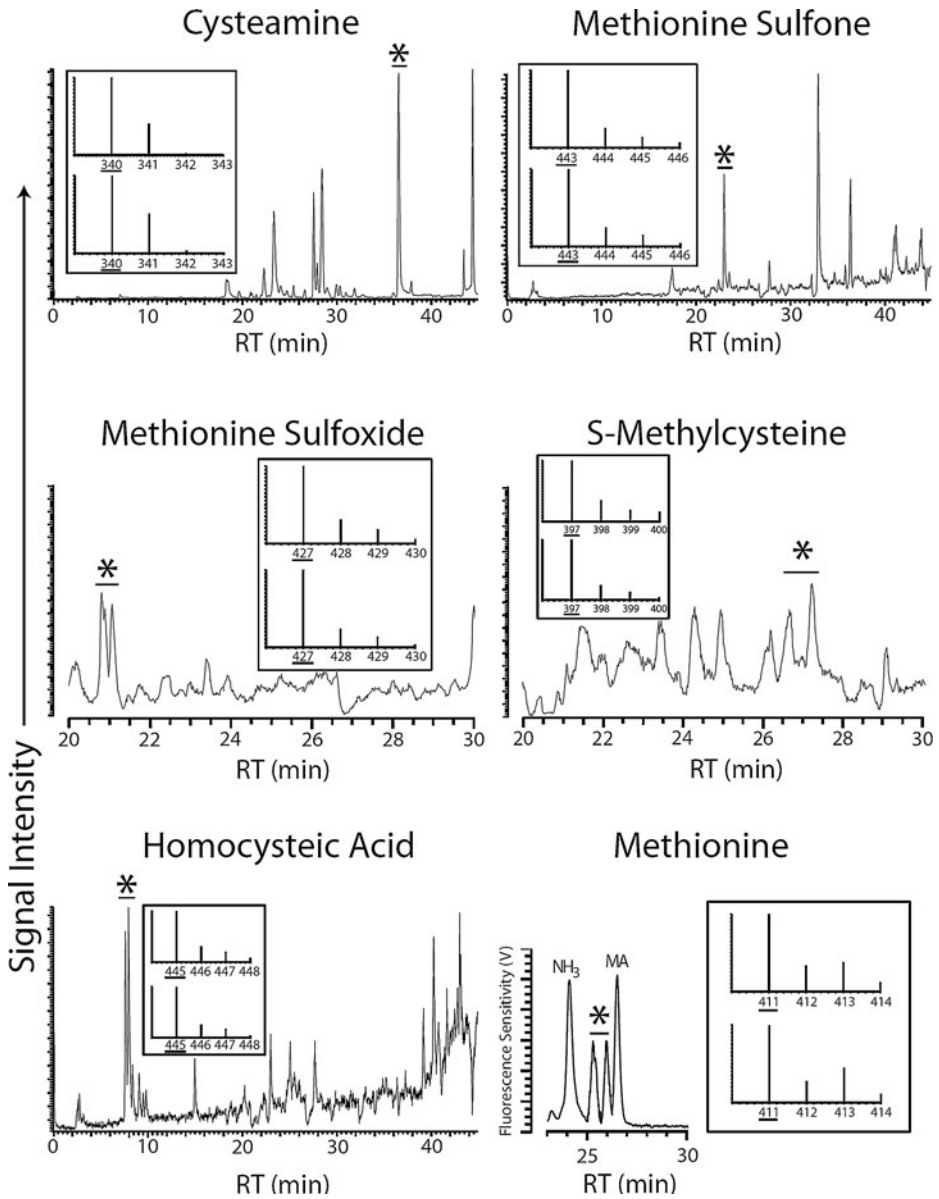 Cysteamine
*
340 341 342 343
340 341 342 343
0 10 20 30 40
RT (min)
Methionine Sulfone
*
443 444 445 446
443 444 445 446
0 10 20 30 40
RT (min)
Methionine Sulfoxide
*
427 428 429 430
427 428 429 430
20 22 24 26 28 30
RT (min)
S-Methylcysteine
*
397 398 399 400
397 398 399 400
20 22 24 26 28 30
RT (min)
Signal Intensity
Homocysteic Acid
*
445 446 447 448
445 446 447 448
0 10 20 30 40
RT (min)
Methionine
Fluorescence Sensitivity (V)
NH₃ * MA
25 30
RT (min)
411 412 413 414
411 412 413 414